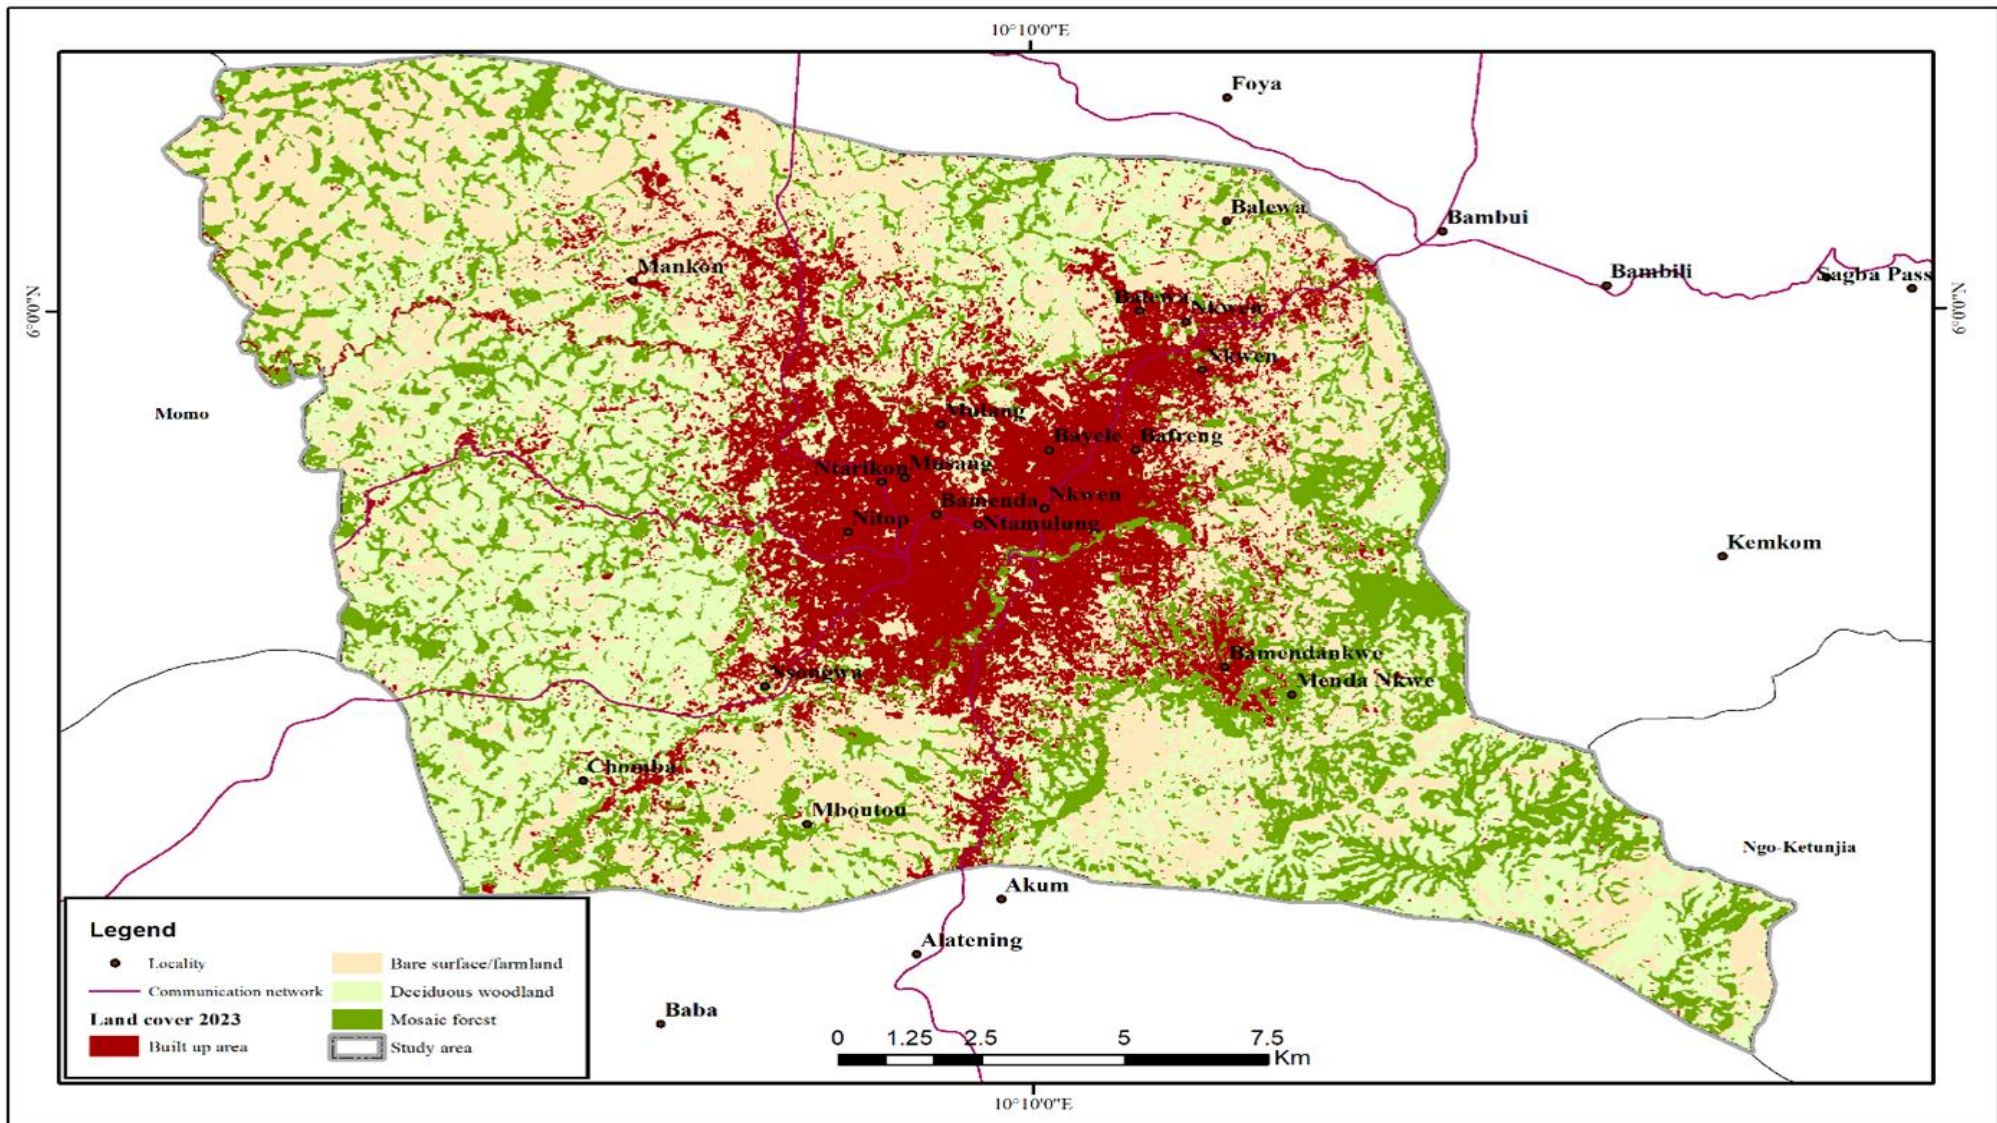 10°10'0"E
Foya
Balewa
Bambui
Mankon
Bambili
Sagba Pass
6°0'0"N
6°0'0"N
Balewa
Nkwen
Nkwen
Momo
Mulang
Bayele
Bafreng
Ntarikon
Musang
Bamenda
Nkwen
Nitop
Ntamulung
Kemkom
Bamendankwe
Nsongwa
Menda Nkwe
Chomba
Mboutou
Ngo-Ketunjia
Akum
Alatening
Baba
Legend
Locality
Communication network
Land cover 2023
Built up area
Bare surface/farmland
Deciduous woodland
Mosaic forest
Study area
0 1.25 2.5 5 7.5
Km
10°10'0"E